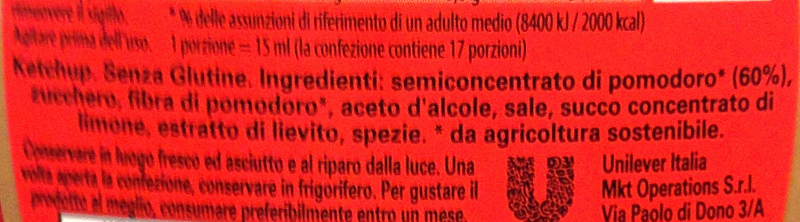 rimuovere il sigillo. * % delle assunzioni di riferimento di un adulto medio (8400 kJ / 2000 kcal)
Agitare prima dell'uso. 1 porzione = 15 ml (la confezione contiene 17 porzioni)
Ketchup. Senza Glutine. Ingredienti: semiconcentrato di pomodoro* (60%),
zucchero, fibra di pomodoro*, aceto d'alcole, sale, succo concentrato di
limone, estratto di lievito, spezie. * da agricoltura sostenibile.
Conservare in luogo fresco ed asciutto e al riparo dalla luce. Una
volta aperta la confezione, conservare in frigorifero. Per gustare il
prodotto al meglio, consumare preferibilmente entro un mese.
Unilever Italia
Mkt Operations S.r.l.
Via Paolo di Dono 3/A